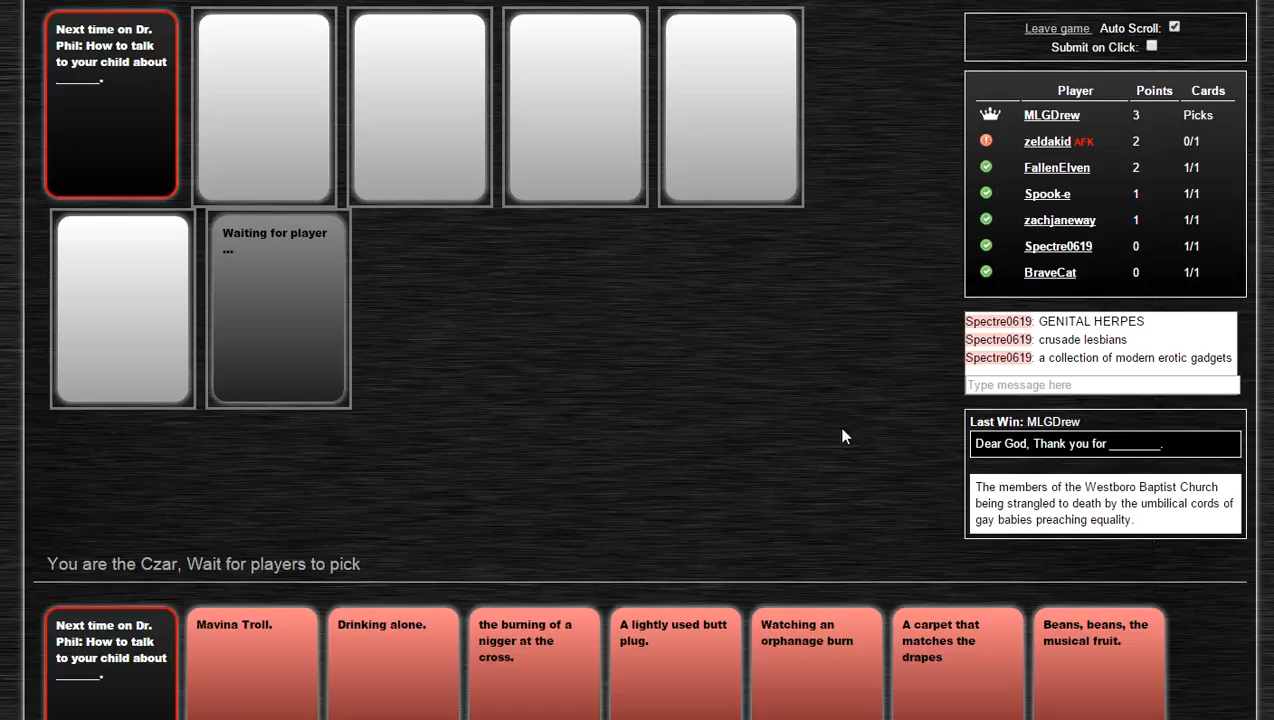 Next time on Dr.
Phil: How to talk
to your child about
______.
Waiting for player
...
You are the Czar, Wait for players to pick
Next time on Dr.
Phil: How to talk
to your child about
______.
Mavina Troll.
Drinking alone.
the burning of a
nigger at the
cross.
A lightly used butt
plug.
Watching an
orphanage burn
A carpet that
matches the
drapes
Beans, beans, the
musical fruit.
Leave game Auto Scroll:
Submit on Click:
Player Points Cards
MLGDrew 3 Picks
zeldakid AFK 2 0/1
FallenElven 2 1/1
Spook-e 1 1/1
zachjaneway 1 1/1
Spectre0619 0 1/1
BraveCat 0 1/1
Spectre0619: GENITAL HERPES
Spectre0619: crusade lesbians
Spectre0619: a collection of modern erotic gadgets
Type message here
Last Win: MLGDrew
Dear God, Thank you for ________.
The members of the Westboro Baptist Church
being strangled to death by the umbilical cords of
gay babies preaching equality.